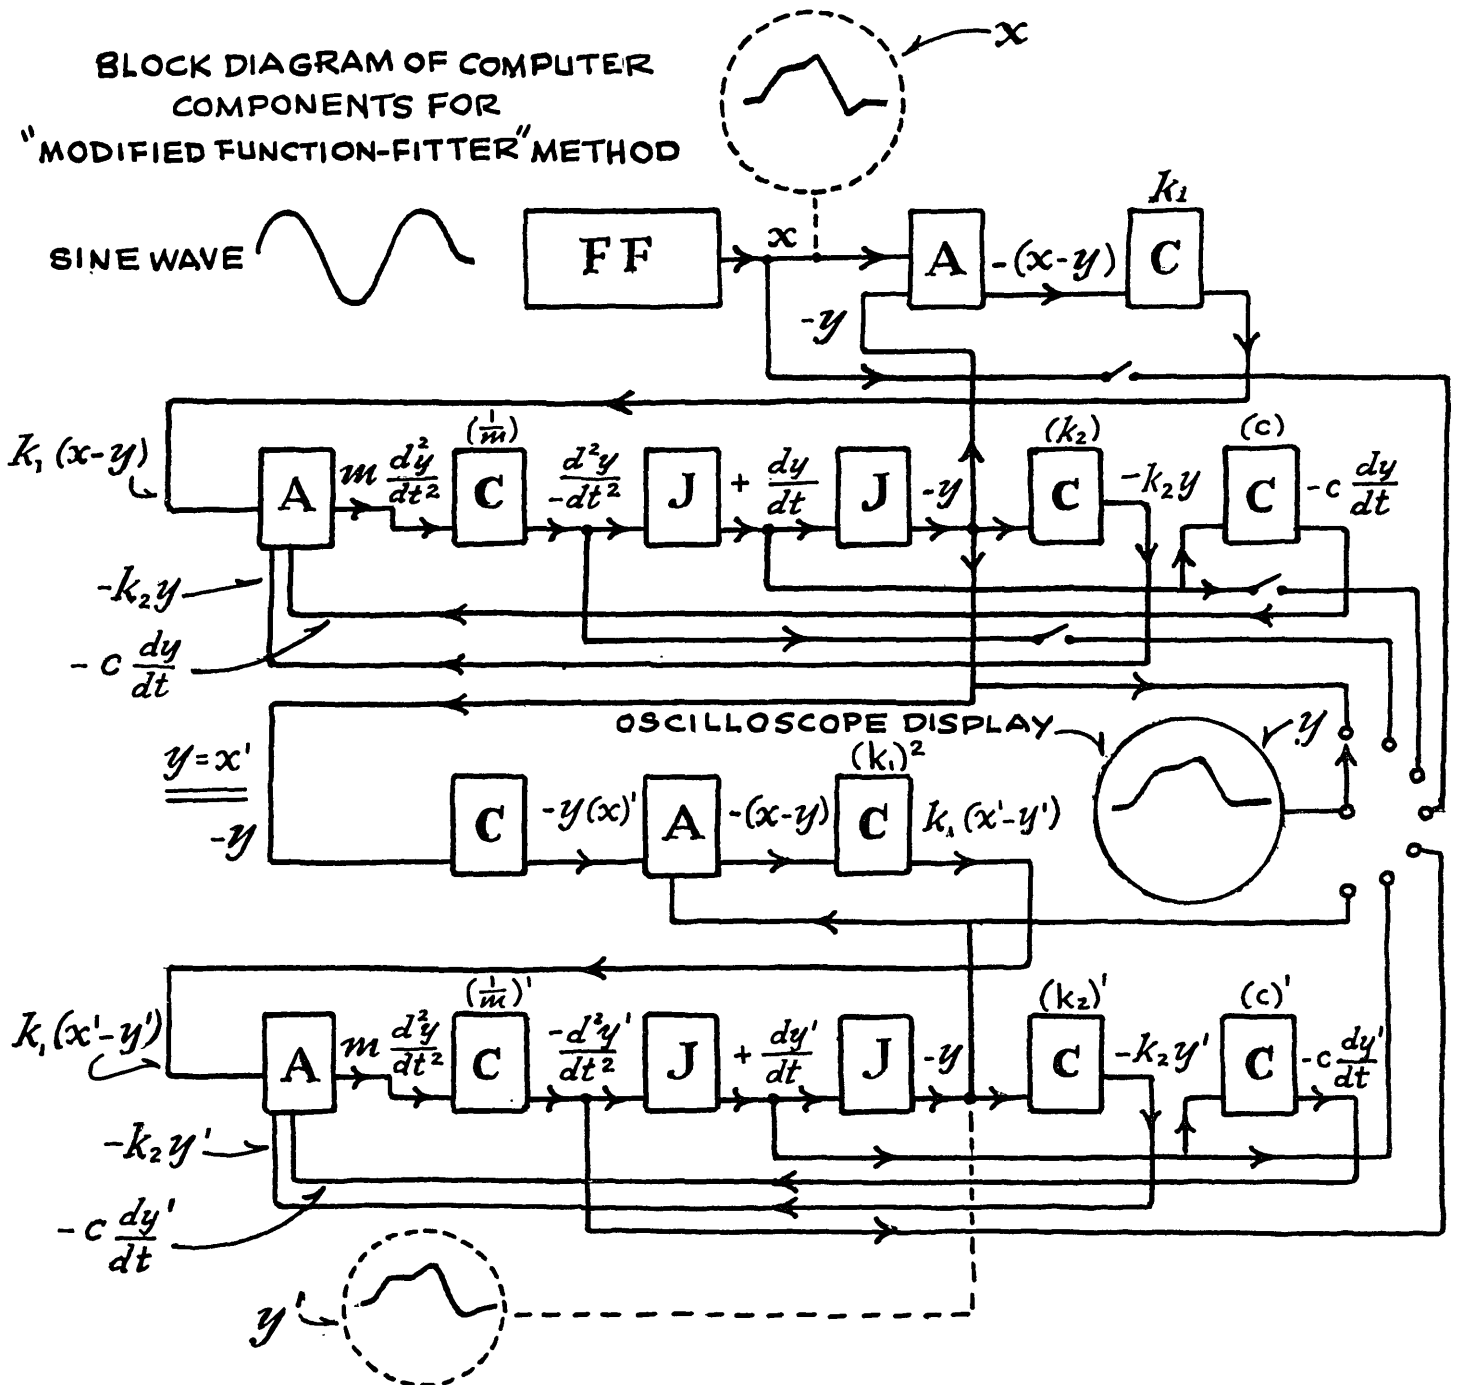 BLOCK DIAGRAM OF COMPUTER
COMPONENTS FOR
"MODIFIED FUNCTION-FITTER" METHOD
x
SINE WAVE
FF
x
A
-(x-y)
k1
C
-y
k1 (x-y)
A
m d²y/dt²
(1/m)
C
d²y/-dt²
J
+ dy/dt
J
-y
(k2)
C
-k2y
(c)
C
-c dy/dt
-k2y
-c dy/dt
OSCILLOSCOPE DISPLAY
y
y=x'
-y
C
-y(x)'
A
-(x-y)
(k1)²
C
k1 (x'-y')
k1(x'-y')
A
m d²y/dt²
(1/m)'
C
-d²y'/dt²
J
+ dy'/dt
J
-y
(k2)'
C
-k2y'
(c)'
C
-c dy'/dt
-k2y'
-c dy'/dt
y'